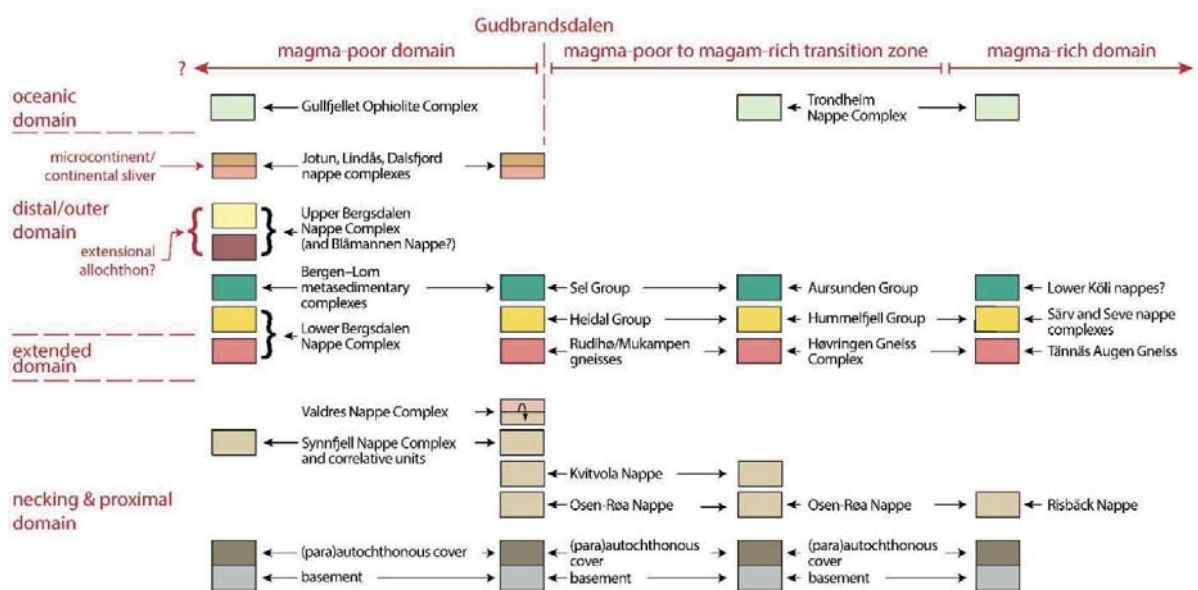 Gudbrandsdalen
magma-poor domain
magma-poor to magam-rich transition zone
magma-rich domain
?
oceanic
domain
Gullfjellet Ophiolite Complex
Trondheim
Nappe Complex
microcontinent/
continental sliver
Jotun, Lindås, Dalsfjord
nappe complexes
distal/outer
domain
extensional
allochthon?
Upper Bergsdalen
Nappe Complex
(and Blåmannen Nappe?)
Bergen–Lom
metasedimentary
complexes
Sel Group
Aursunden Group
Lower Köli nappes?
Lower Bergsdalen
Nappe Complex
Heidal Group
Hummelfjell Group
Särv and Seve nappe
complexes
extended
domain
Rudihø/Mukampen
gneisses
Høvringen Gneiss
Complex
Tännäs Augen Gneiss
Valdres Nappe Complex
Synnfjell Nappe Complex
and correlative units
Kvitvola Nappe
necking & proximal
domain
Osen-Røa Nappe
Osen-Røa Nappe
Risbäck Nappe
(para)autochthonous cover
(para)autochthonous
cover
(para)autochthonous
cover
basement
basement
basement